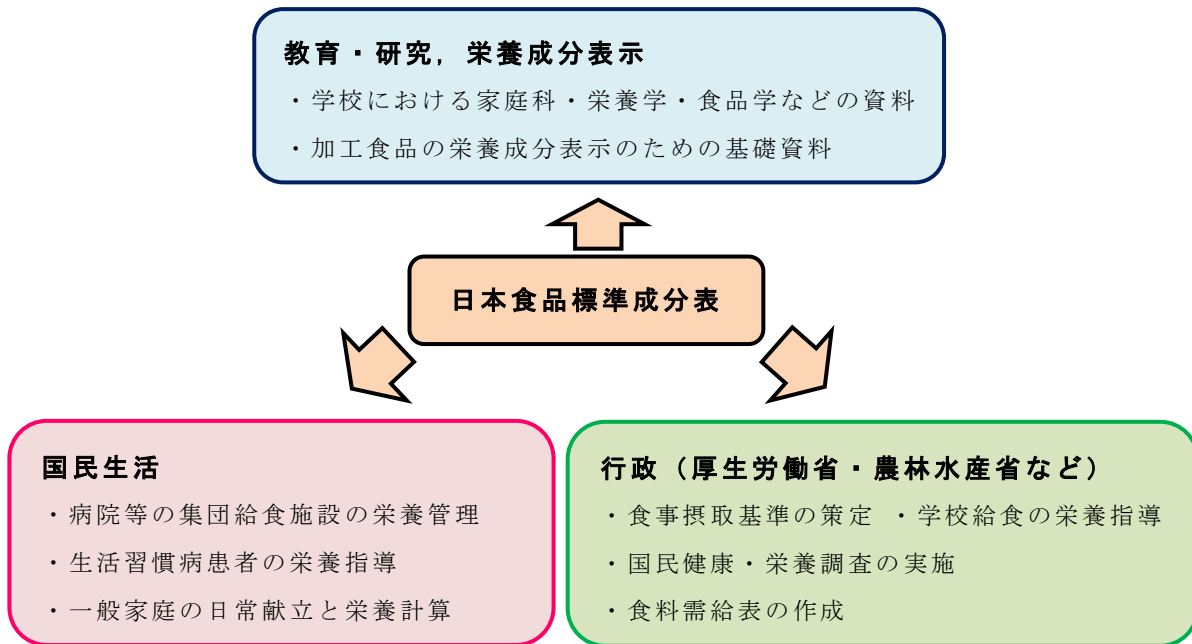 教育・研究，栄養成分表示
・学校における家庭科・栄養学・食品学などの資料
・加工食品の栄養成分表示のための基礎資料
日本食品標準成分表
国民生活
・病院等の集団給食施設の栄養管理
・生活習慣病患者の栄養指導
・一般家庭の日常献立と栄養計算
行政（厚生労働省・農林水産省など）
・食事摂取基準の策定 ・学校給食の栄養指導
・国民健康・栄養調査の実施
・食料需給表の作成